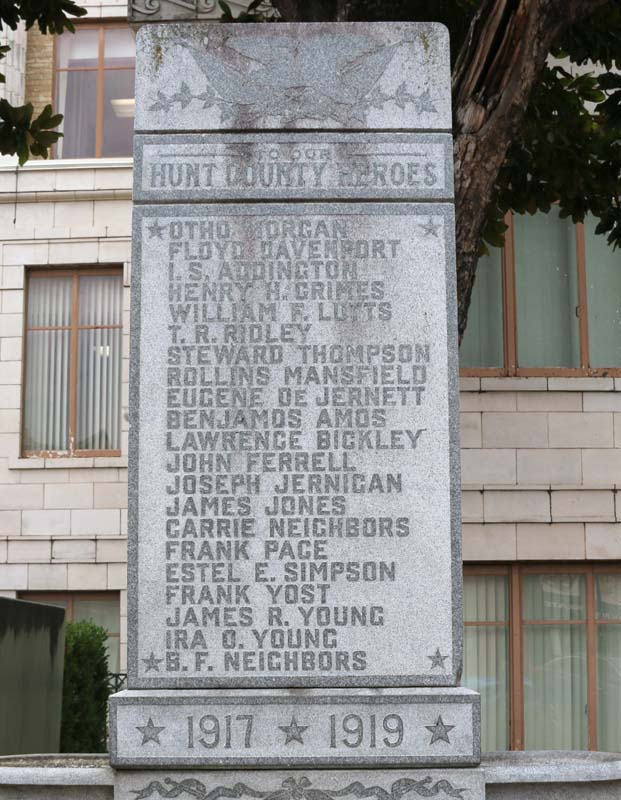 TO OUR
HUNT COUNTY HEROES
OTHO MORGAN
FLOYD DAVENPORT
I. S. ADDINGTON
HENRY H. GRIMES
WILLIAM F. LUTTS
T. R. RIDLEY
STEWARD THOMPSON
ROLLINS MANSFIELD
EUGENE DE JERNETT
BENJAMOS AMOS
LAWRENCE BICKLEY
JOHN FERRELL
JOSEPH JERNIGAN
JAMES JONES
CARRIE NEIGHBORS
FRANK PACE
ESTEL E. SIMPSON
FRANK YOST
JAMES R. YOUNG
IRA O. YOUNG
B. F. NEIGHBORS
1917 1919